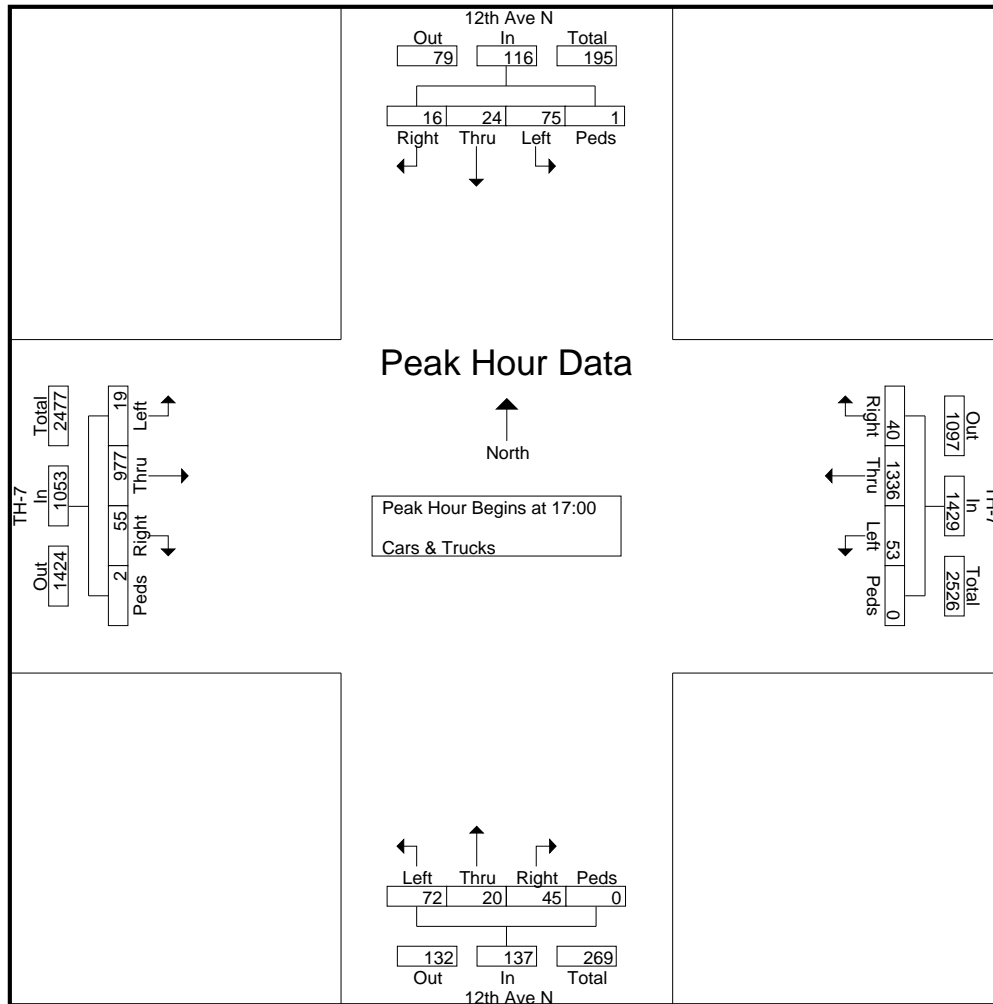 12th Ave N
Out In Total
79 116 195
16 24 75 1
Right Thru Left Peds
Peak Hour Data
North
Peak Hour Begins at 17:00
Cars & Trucks
TH-7
Total In Out
2477 1053 1424
19 977 55 2
Left Thru Right Peds
Right Thru Left Peds
40 1336 53 0
Out In Total
1097 1429 2526
TH-7
Left Thru Right Peds
72 20 45 0
132 137 269
Out In Total
12th Ave N